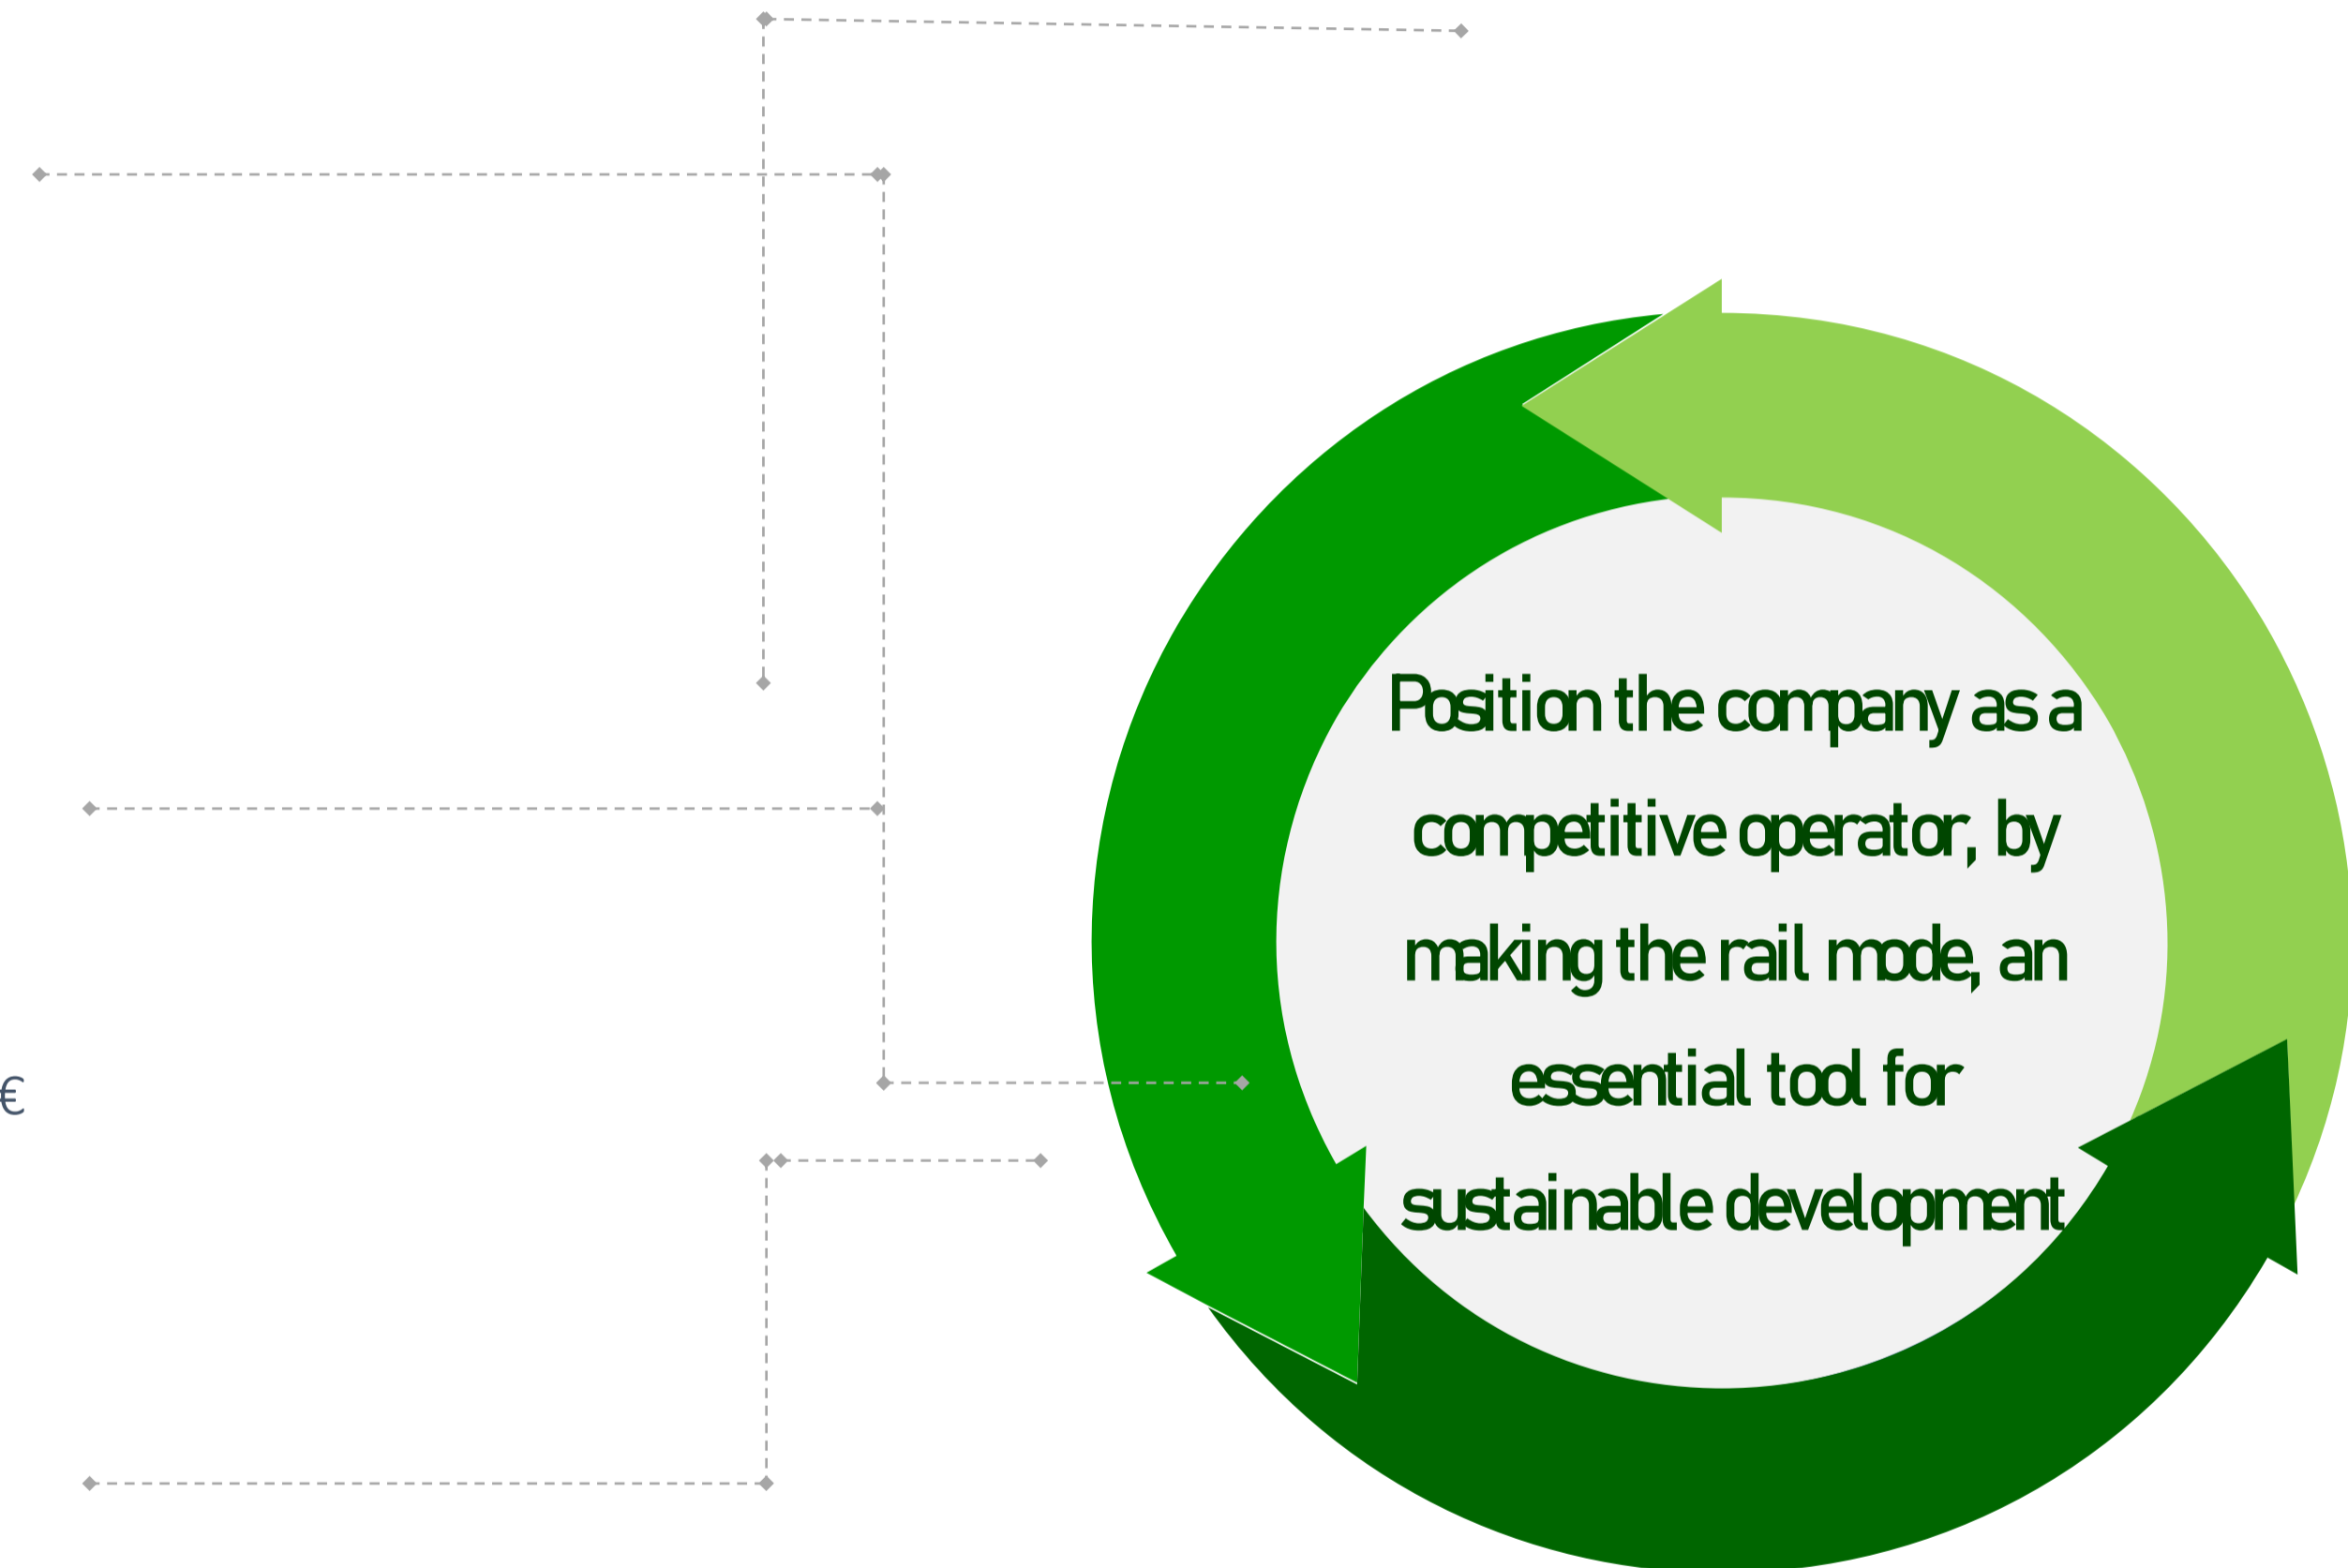 Position the company as a
competitive operator, by
making the rail mode, an
€
essential tool for
sustainable development